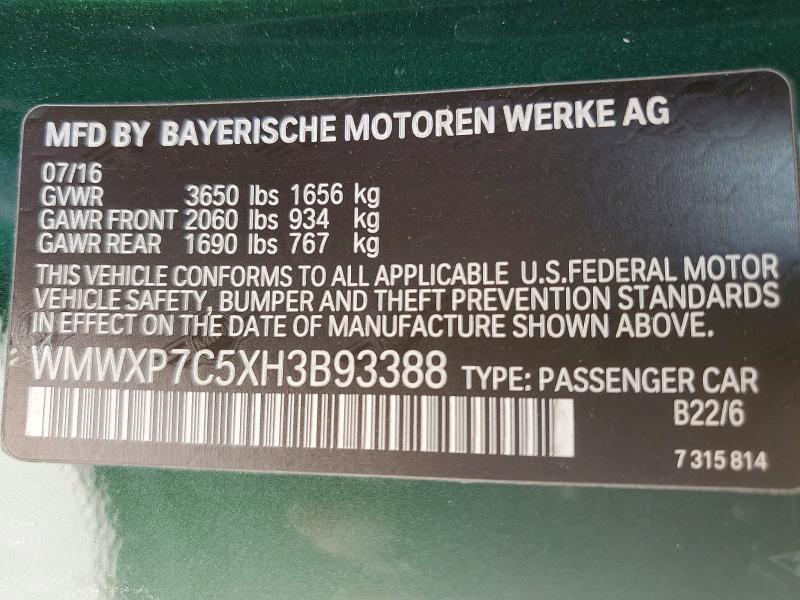 MFD BY BAYERISCHE MOTOREN WERKE AG
07/16
GVWR 3650 lbs 1656 kg
GAWR FRONT 2060 lbs 934 kg
GAWR REAR 1690 lbs 767 kg
THIS VEHICLE CONFORMS TO ALL APPLICABLE U.S.FEDERAL MOTOR
VEHICLE SAFETY, BUMPER AND THEFT PREVENTION STANDARDS
IN EFFECT ON THE DATE OF MANUFACTURE SHOWN ABOVE.
WMWXP7C5XH3B93388 TYPE: PASSENGER CAR
B22/6
7 315 814